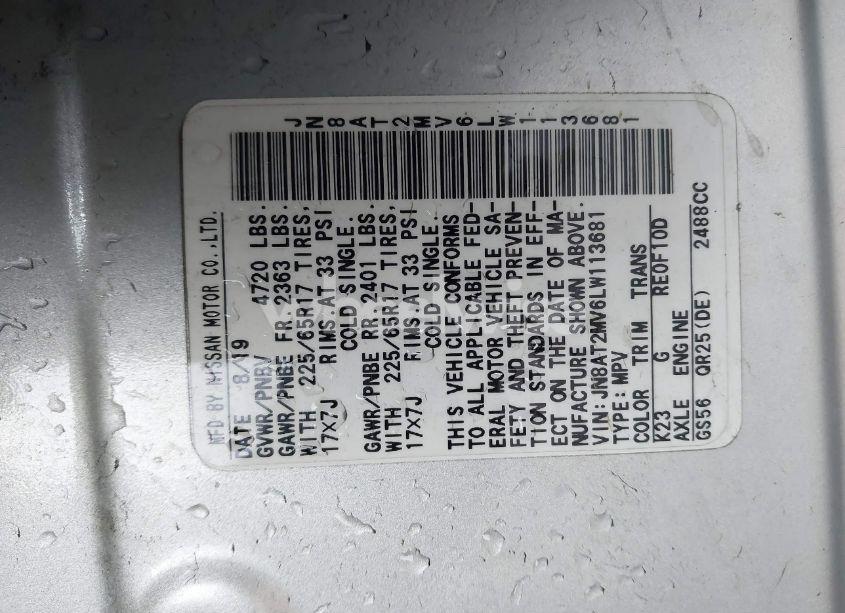 MFD BY NISSAN MOTOR CO.,LTD.
DATE 8/19
GVWR/PNBV 4720 LBS.
GAWR/PNBE FR 2363 LBS.
WITH 225/65R17 TIRES,
17X7J RIMS AT 33 PSI
COLD SINGLE.
GAWR/PNBE RR 2401 LBS.
WITH 225/65R17 TIRES,
17X7J RIMS AT 33 PSI
COLD SINGLE.
THIS VEHICLE CONFORMS
TO ALL APPLICABLE FED-
ERAL MOTOR VEHICLE SA-
FETY AND THEFT PREVEN-
TION STANDARDS IN EFF-
ECT ON THE DATE OF MA-
NUFACTURE SHOWN ABOVE.
VIN:JN8AT2MV6LW113681
TYPE:MPV
COLOR TRIM TRANS
K23 G RE0F10D
AXLE ENGINE
GS56 QR25(DE) 2488CC
JN8AT2MV6LW113681